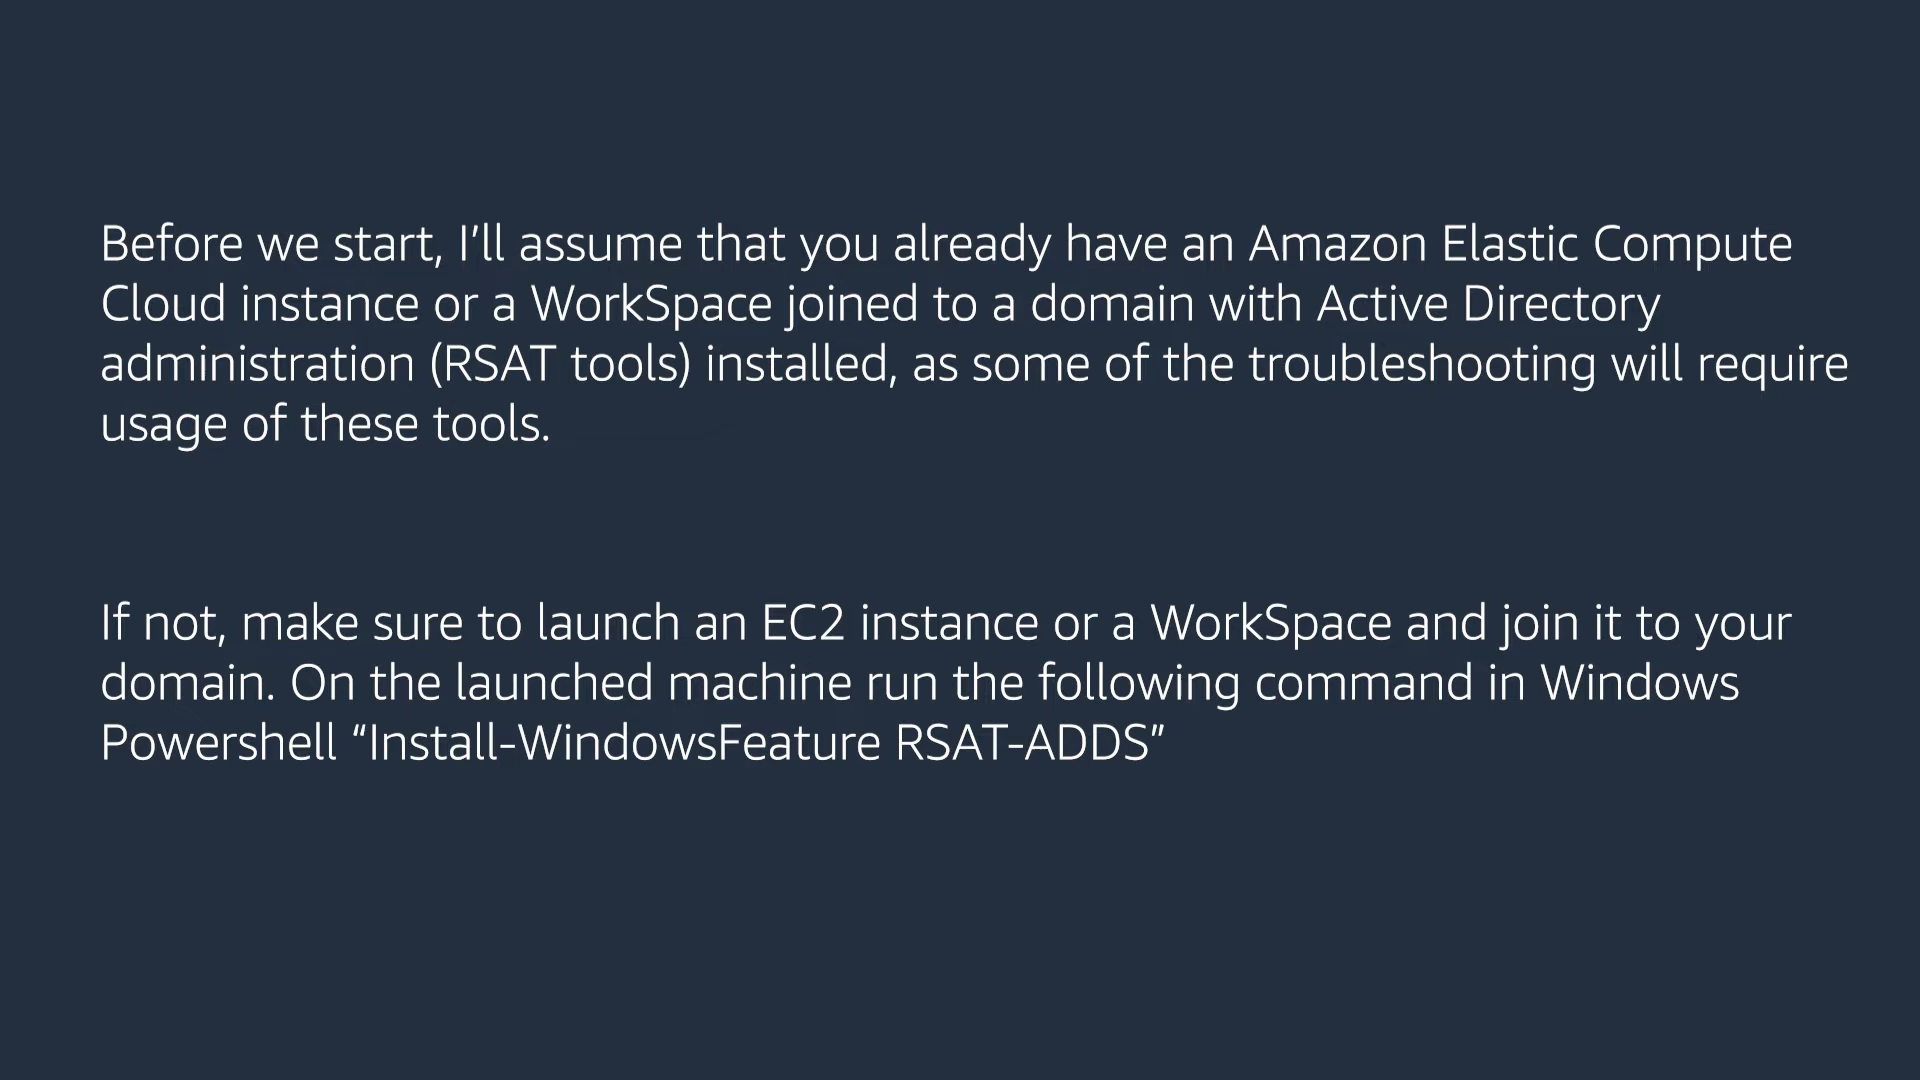 Before we start, I’ll assume that you already have an Amazon Elastic Compute
Cloud instance or a WorkSpace joined to a domain with Active Directory
administration (RSAT tools) installed, as some of the troubleshooting will require
usage of these tools.
If not, make sure to launch an EC2 instance or a WorkSpace and join it to your
domain. On the launched machine run the following command in Windows
Powershell “Install-WindowsFeature RSAT-ADDS”